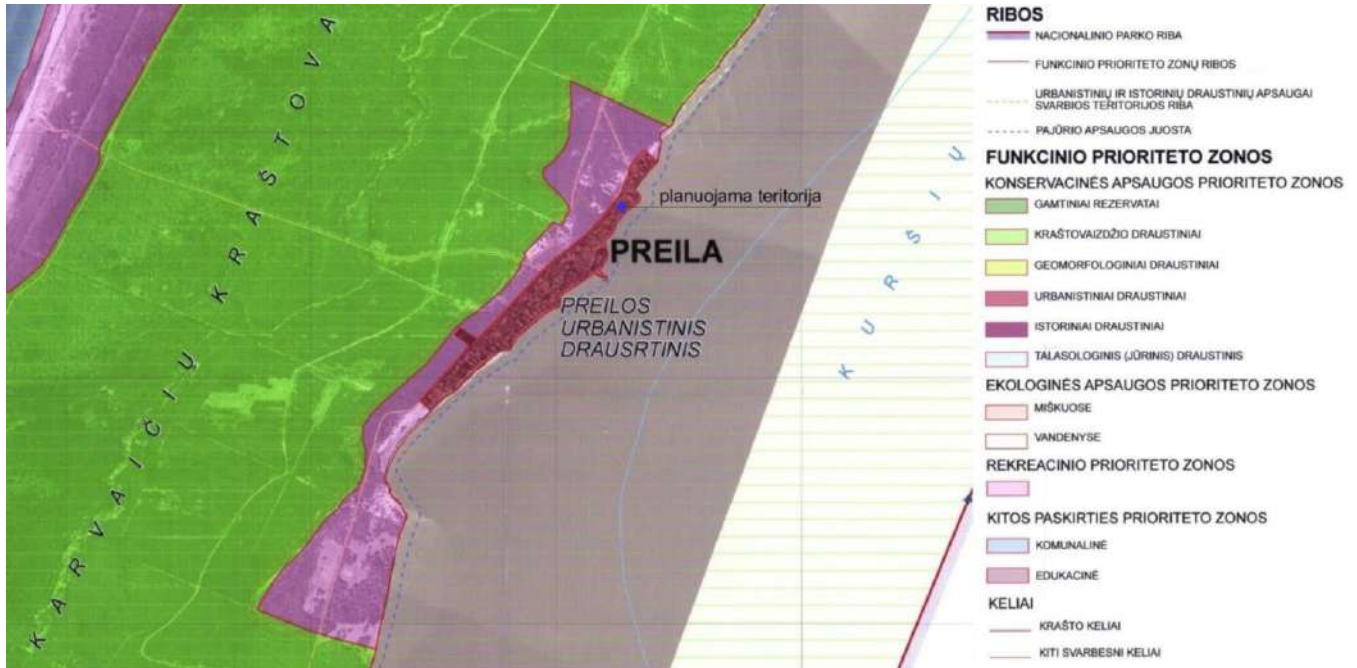 KARVAIČIŲ KRAŠTOVA
planuojama teritorija
PREILA
PREILOS
URBANISTINIS
DRAUSRTINIS
KURŠIŲ
RIBOS
NACIONALINIO PARKO RIBA
FUNKCINIO PRIORITETO ZONŲ RIBOS
URBANISTINIŲ IR ISTORINIŲ DRAUSTINIŲ APSAUGAI
SVARBIOS TERITORIJOS RIBA
PAJŪRIO APSAUGOS JUOSTA
FUNKCINIO PRIORITETO ZONOS
KONSERVACINĖS APSAUGOS PRIORITETO ZONOS
GAMTINIAI REZERVATAI
KRAŠTOVAIZDŽIO DRAUSTINIAI
GEOMORFOLOGINIAI DRAUSTINIAI
URBANISTINIAI DRAUSTINIAI
ISTORINIAI DRAUSTINIAI
TALASOLOGINIS (JŪRINIS) DRAUSTINIS
EKOLOGINĖS APSAUGOS PRIORITETO ZONOS
MIŠKUOSE
VANDENYSE
REKREACINIO PRIORITETO ZONOS
KITOS PASKIRTIES PRIORITETO ZONOS
KOMUNALINĖ
EDUKACINĖ
KELIAI
KRAŠTO KELIAI
KITI SVARBESNI KELIAI